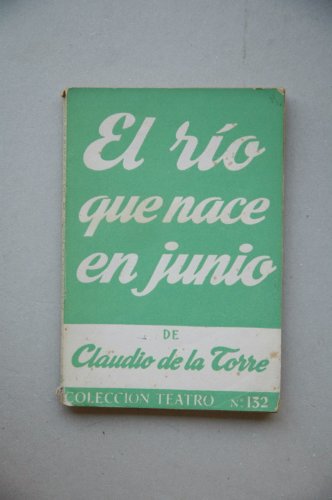 El río
que nace
en junio
DE
Claudio de la Torre
COLECCION TEATRO N.º 132